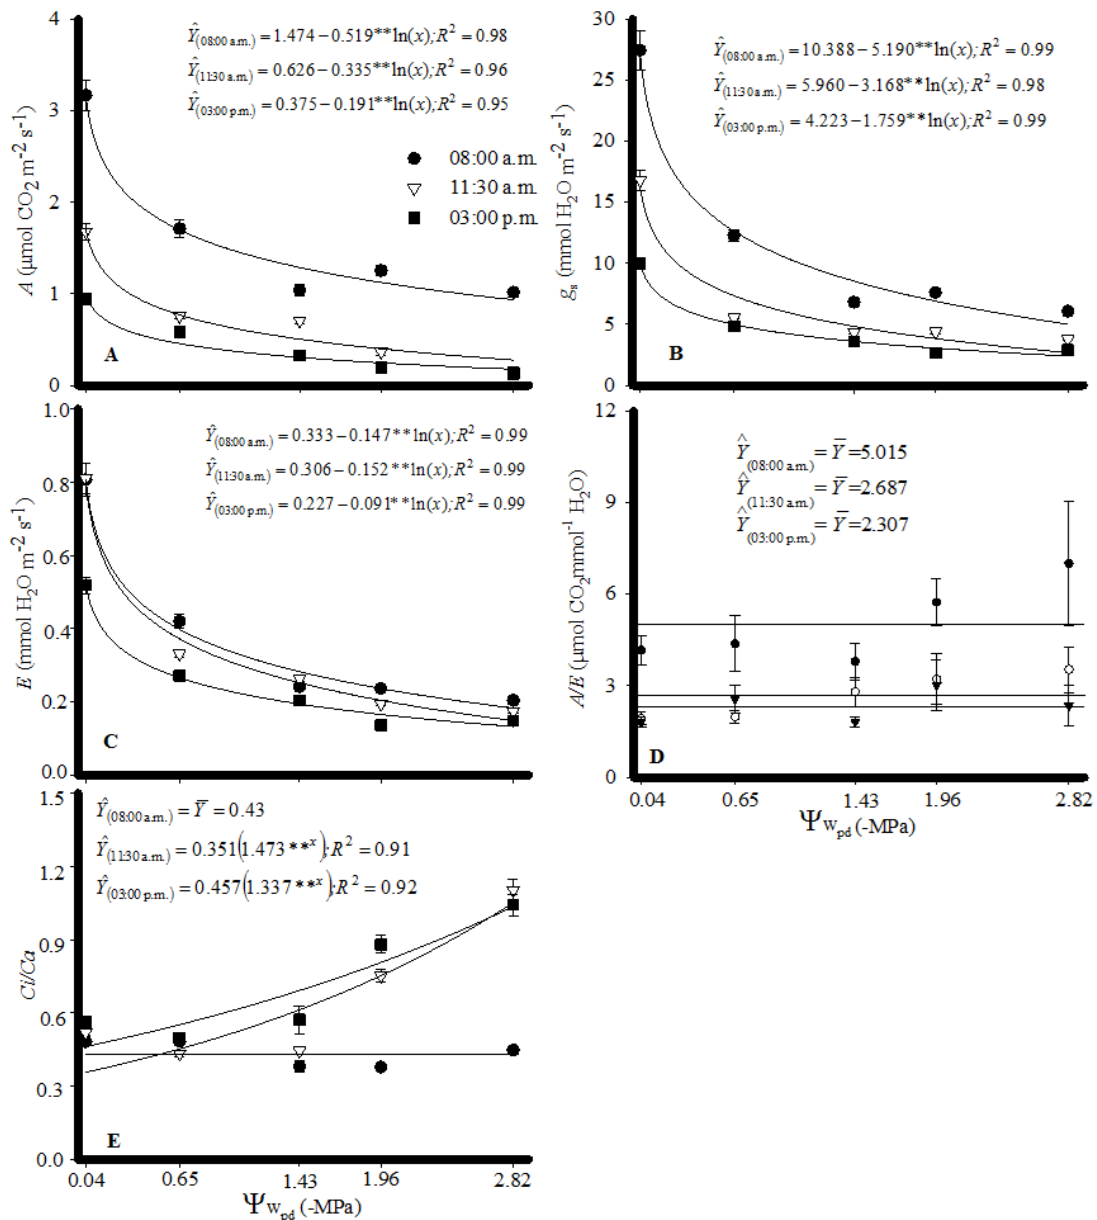 4
3
2
1
0
A (μmol CO₂ m⁻² s⁻¹)
Ŷ(08:00 a.m.) = 1.474 − 0.519**ln(x); R² = 0.98
Ŷ(11:30 a.m.) = 0.626 − 0.335**ln(x); R² = 0.96
Ŷ(03:00 p.m.) = 0.375 − 0.191**ln(x); R² = 0.95
08:00 a.m.
11:30 a.m.
03:00 p.m.
A
30
25
20
15
10
5
0
gs (mmol H₂O m⁻² s⁻¹)
Ŷ(08:00 a.m.) = 10.388 − 5.190**ln(x); R² = 0.99
Ŷ(11:30 a.m.) = 5.960 − 3.168**ln(x); R² = 0.98
Ŷ(03:00 p.m.) = 4.223 − 1.759**ln(x); R² = 0.99
B
1.0
0.8
0.6
0.4
0.2
0.0
E (mmol H₂O m⁻² s⁻¹)
Ŷ(08:00 a.m.) = 0.333 − 0.147**ln(x); R² = 0.99
Ŷ(11:30 a.m.) = 0.306 − 0.152**ln(x); R² = 0.99
Ŷ(03:00 p.m.) = 0.227 − 0.091**ln(x); R² = 0.99
C
12
9
6
3
0
A/E (μmol CO₂mmol⁻¹ H₂O)
Ŷ(08:00 a.m.) = Y̅ = 5.015
Ŷ(11:30 a.m.) = Y̅ = 2.687
Ŷ(03:00 p.m.) = Y̅ = 2.307
D
0.04 0.65 1.43 1.96 2.82
Ψwpd (-MPa)
1.5
1.2
0.9
0.6
0.3
0.0
Ci/Ca
Ŷ(08:00 a.m.) = Y̅ = 0.43
Ŷ(11:30 a.m.) = 0.351(1.473**ˣ); R² = 0.91
Ŷ(03:00 p.m.) = 0.457(1.337**ˣ); R² = 0.92
E
0.04 0.65 1.43 1.96 2.82
Ψwpd (-MPa)